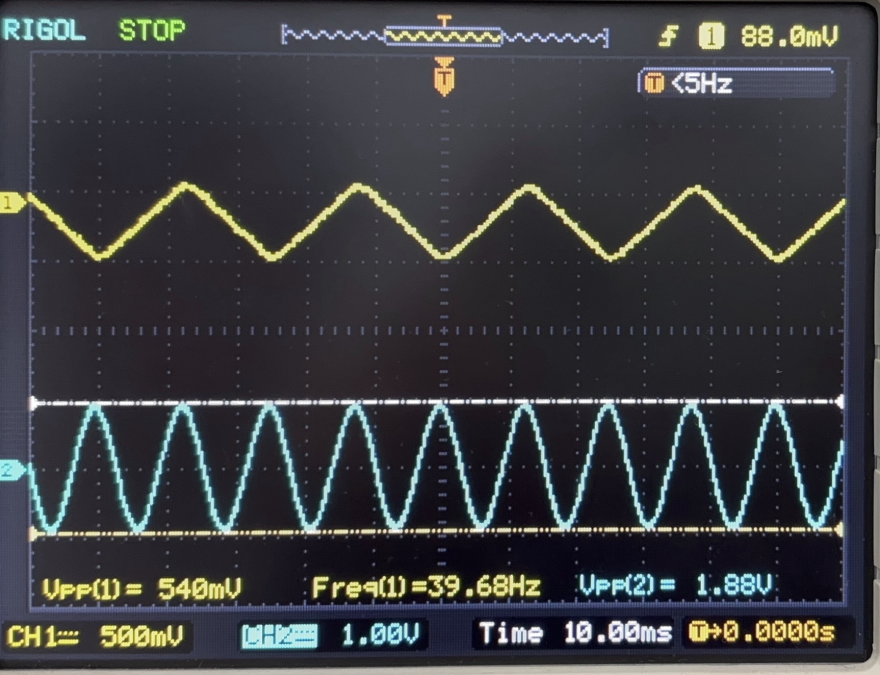 RIGOL STOP T 1 88.0mV
T
T <5Hz
1
2
Vpp(1)= 540mV Freq(1)=39.68Hz Vpp(2)= 1.88V
CH1 500mV CH2 1.00V Time 10.00ms T→0.0000s